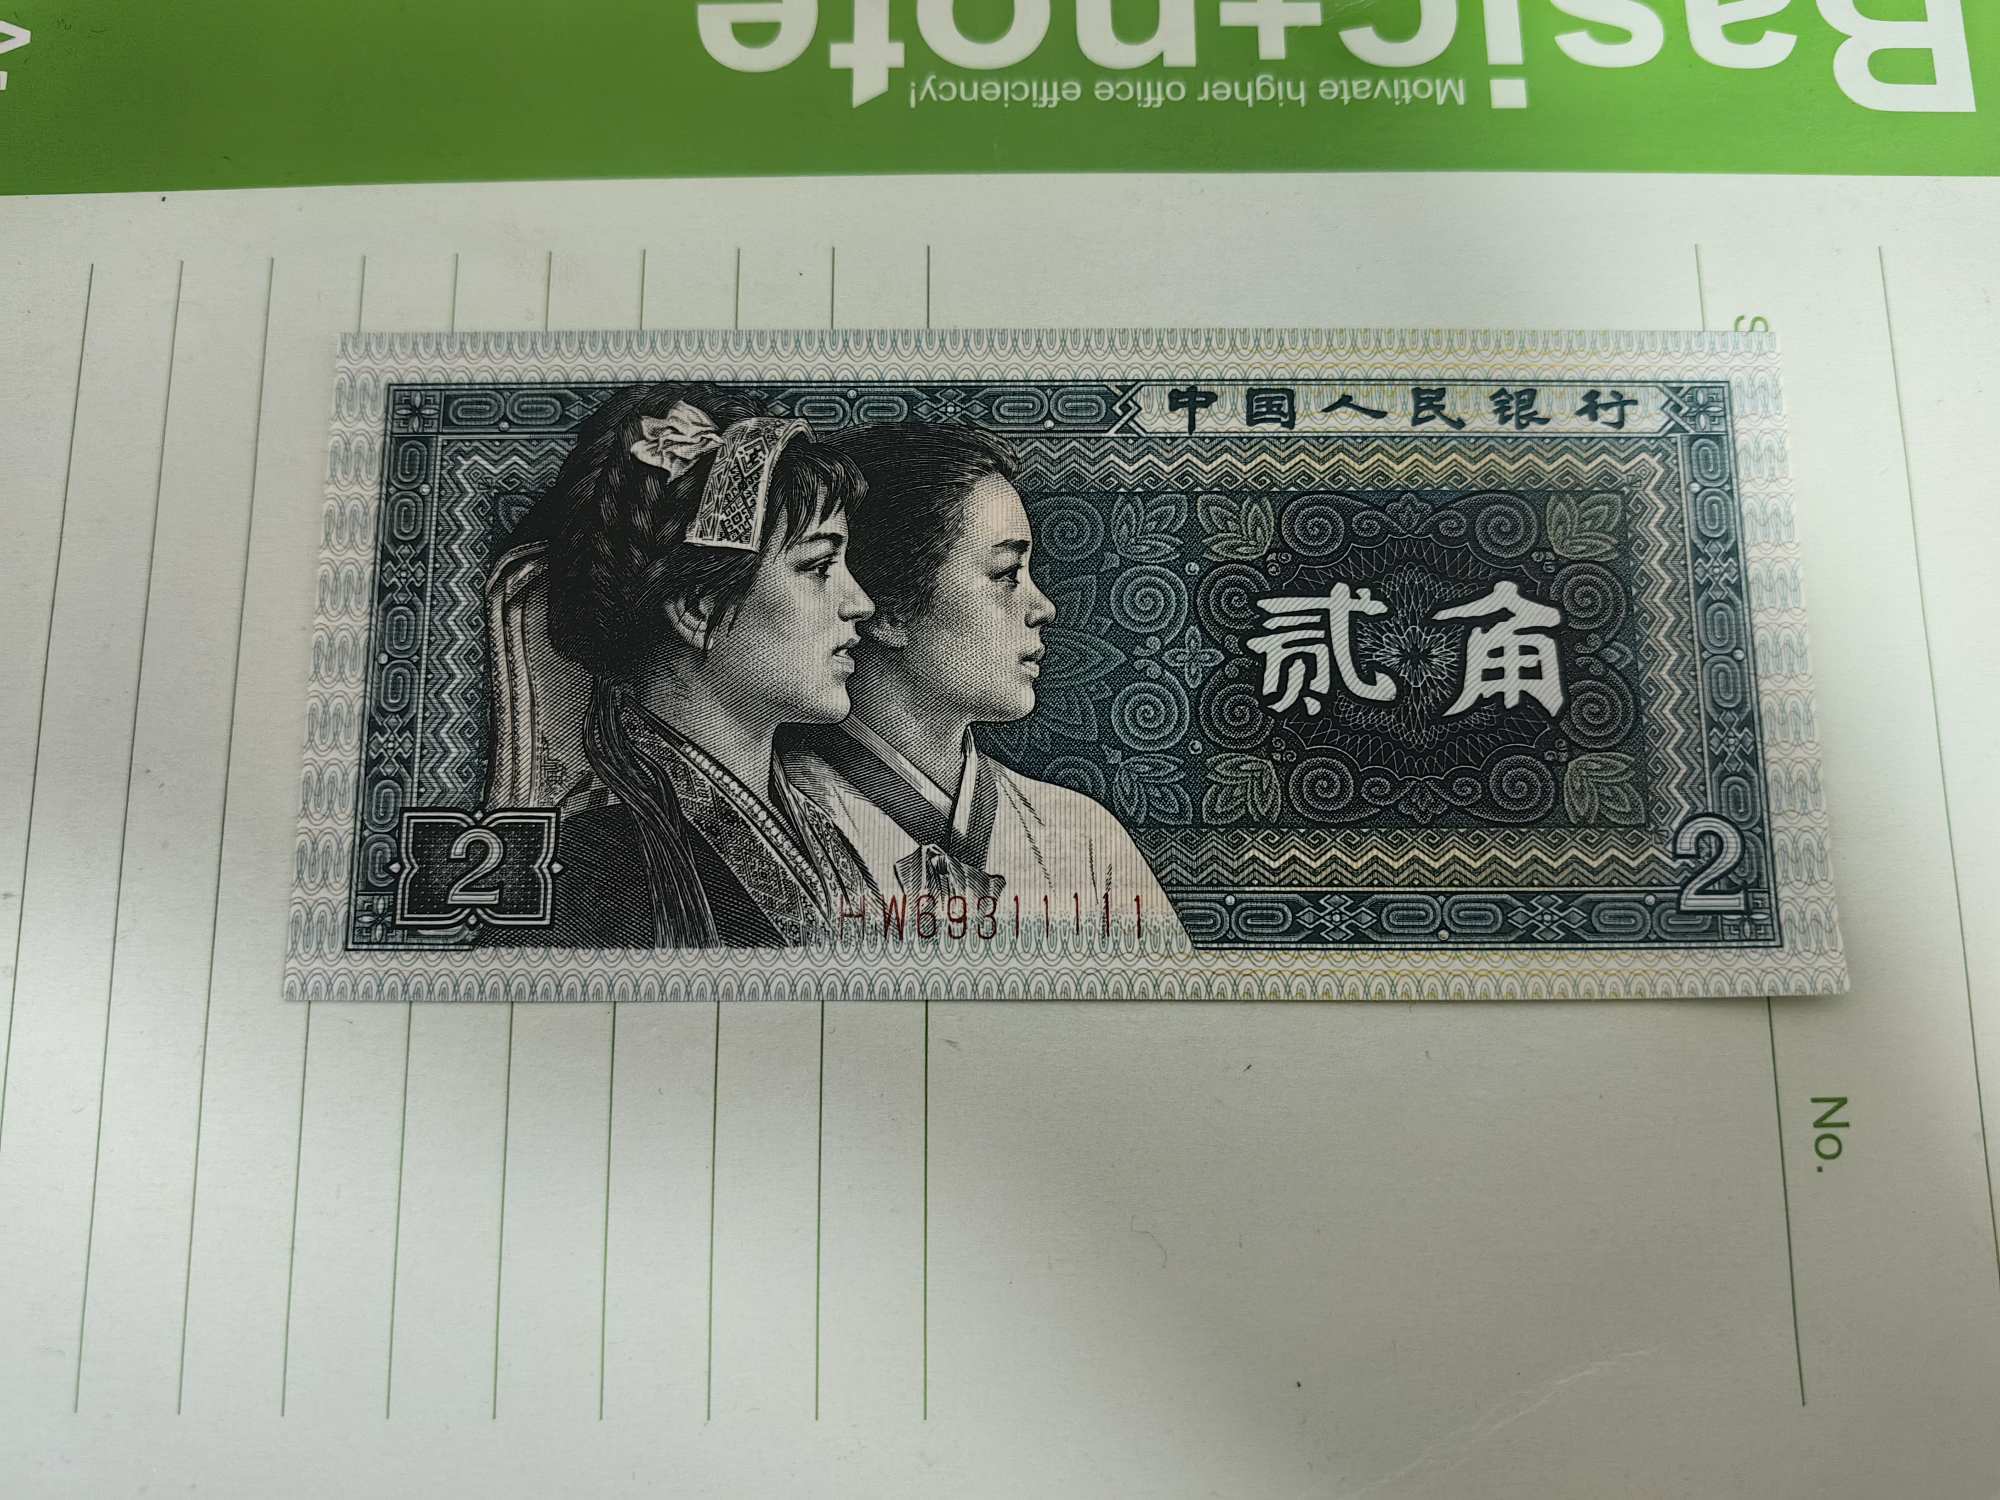 Basic+note
Motivate higher office efficiency!
中国人民银行
贰角
2
2
HW69311111
No.